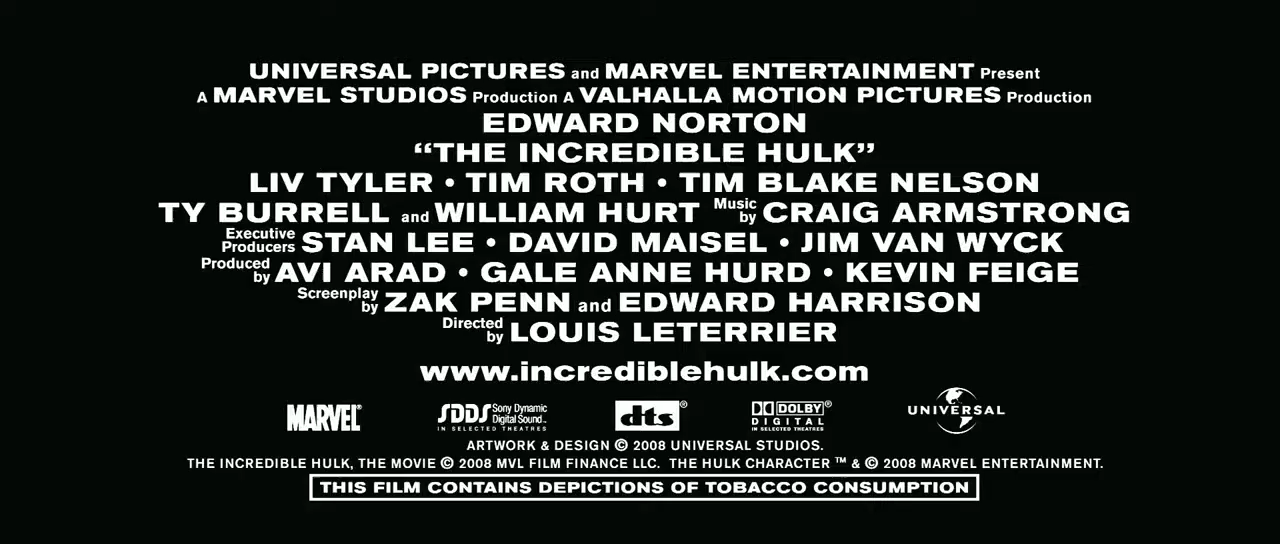 UNIVERSAL PICTURES and MARVEL ENTERTAINMENT Present
A MARVEL STUDIOS Production A VALHALLA MOTION PICTURES Production
EDWARD NORTON
“THE INCREDIBLE HULK”
LIV TYLER • TIM ROTH • TIM BLAKE NELSON
TY BURRELL and WILLIAM HURT Music by CRAIG ARMSTRONG
Executive Producers STAN LEE • DAVID MAISEL • JIM VAN WYCK
Produced by AVI ARAD • GALE ANNE HURD • KEVIN FEIGE
Screenplay by ZAK PENN and EDWARD HARRISON
Directed by LOUIS LETERRIER
www.incrediblehulk.com
MARVEL®
SDDS Sony Dynamic Digital Sound™
IN SELECTED THEATRES
dts®
DOLBY®
DIGITAL
IN SELECTED THEATRES
UNIVERSAL
ARTWORK & DESIGN © 2008 UNIVERSAL STUDIOS.
THE INCREDIBLE HULK, THE MOVIE © 2008 MVL FILM FINANCE LLC. THE HULK CHARACTER ™ & © 2008 MARVEL ENTERTAINMENT.
THIS FILM CONTAINS DEPICTIONS OF TOBACCO CONSUMPTION